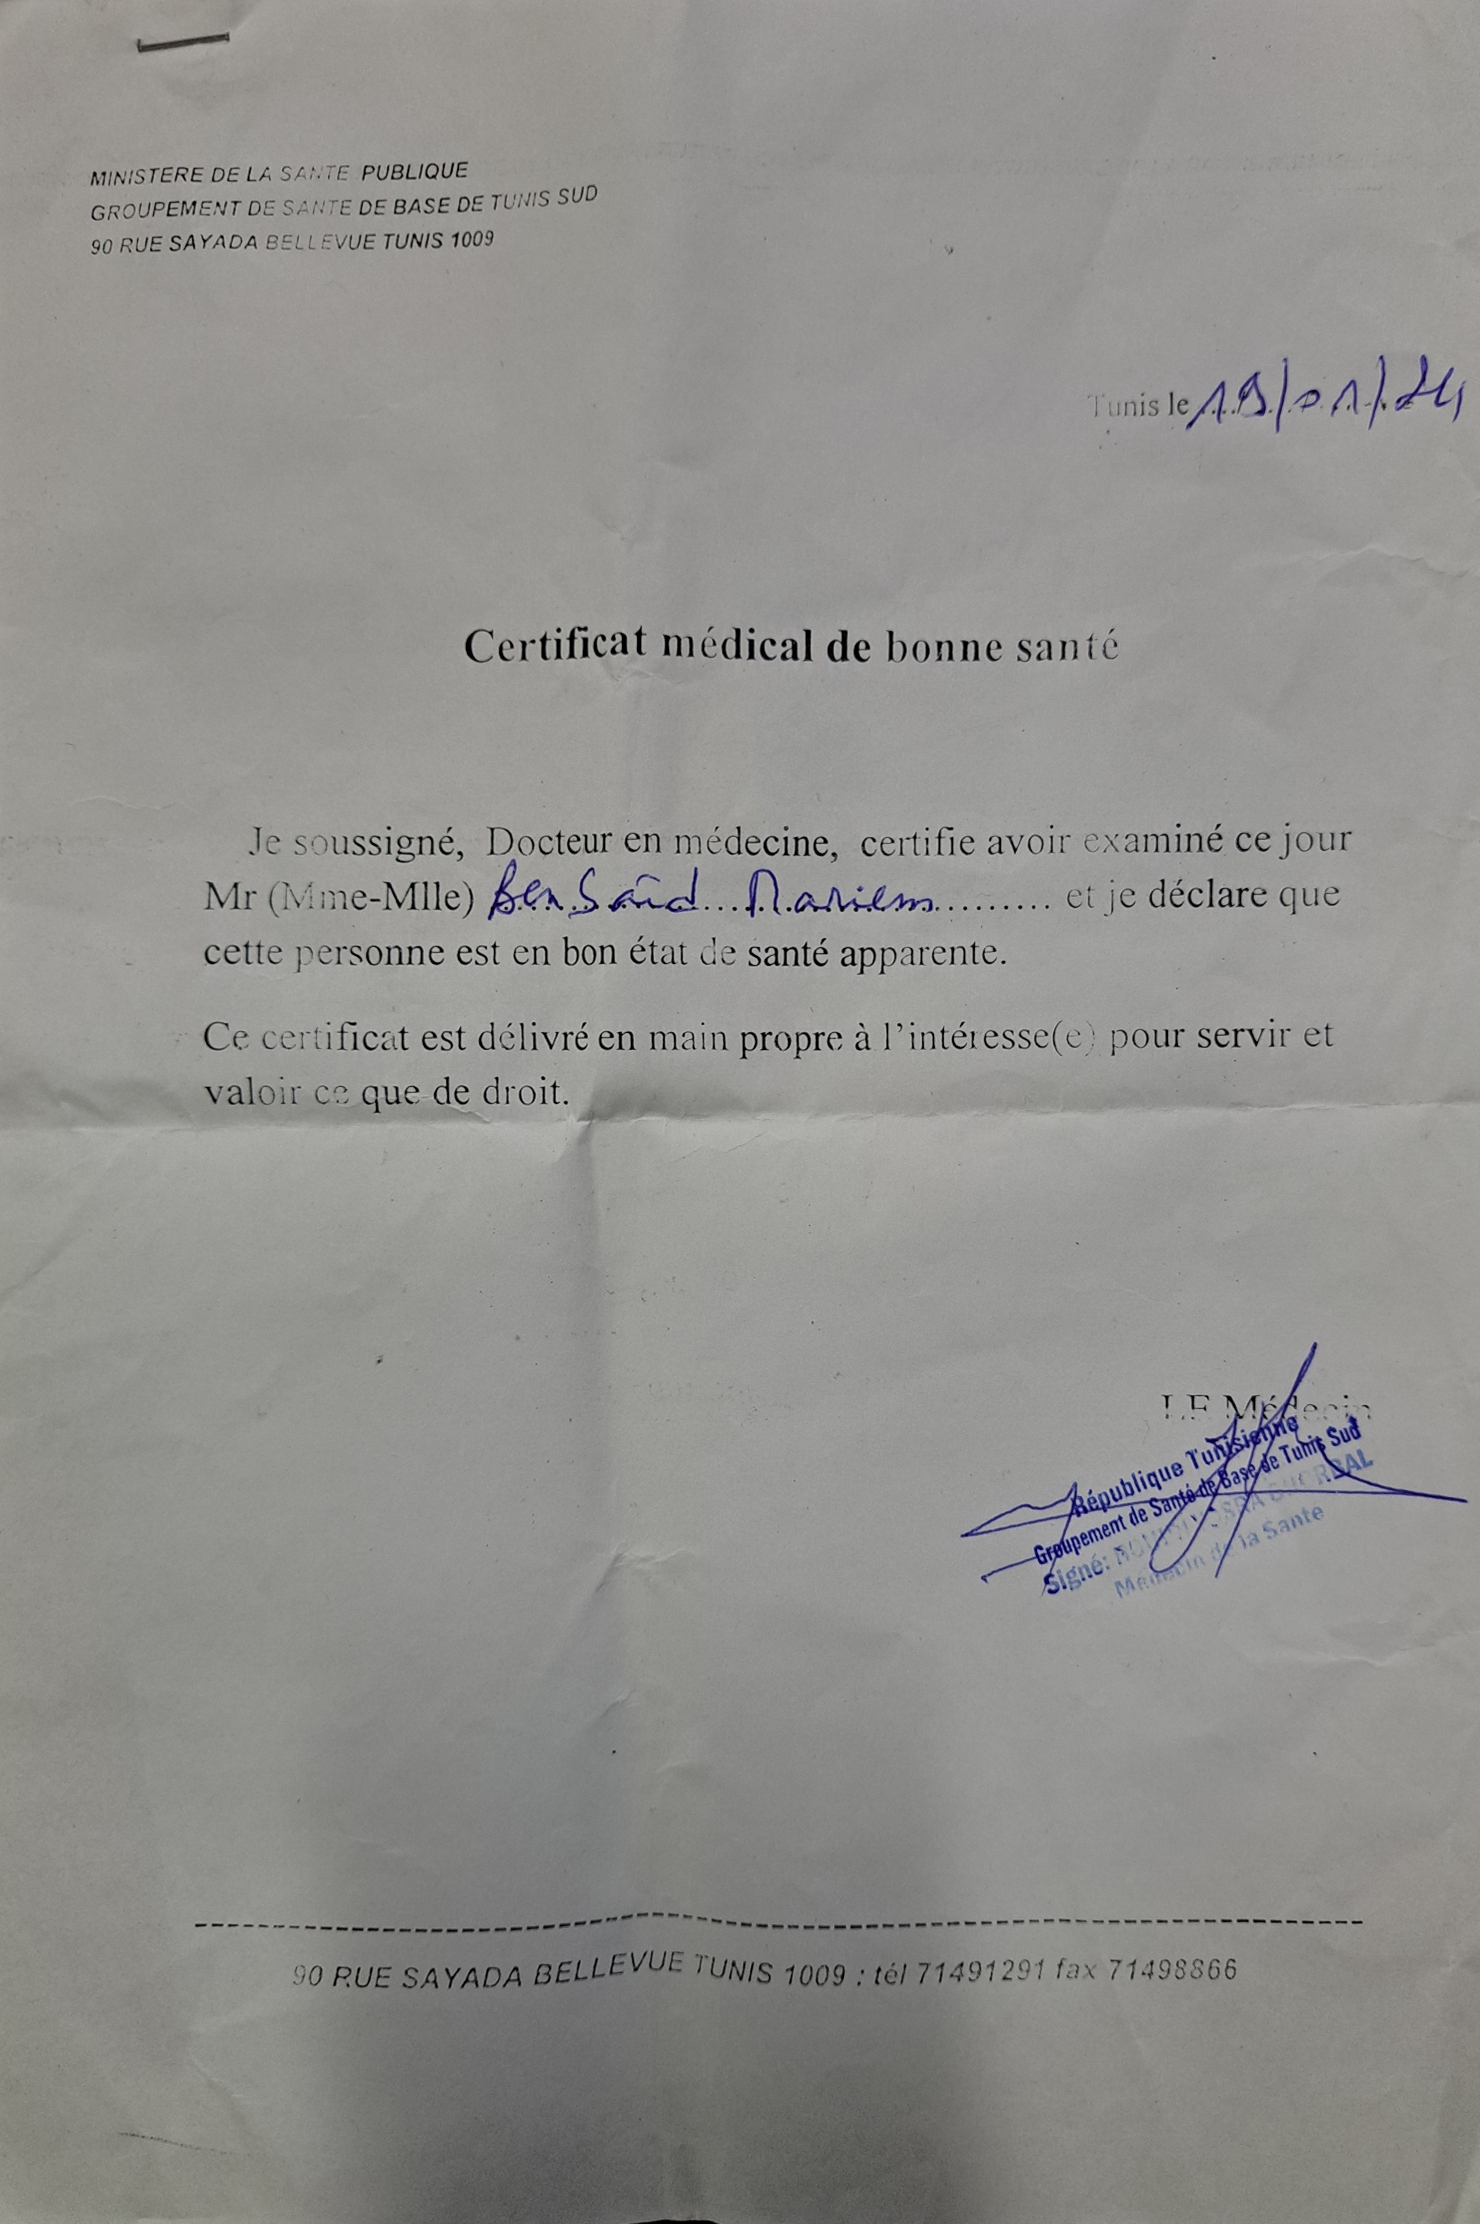 MINISTERE DE LA SANTE PUBLIQUE
GROUPEMENT DE SANTE DE BASE DE TUNIS SUD
90 RUE SAYADA BELLEVUE TUNIS 1009
Tunis le 19/01/24
Certificat médical de bonne santé
Je soussigné, Docteur en médecine, certifie avoir examiné ce jour
Mr (Mme-Mlle) Ben Saïd Mariem et je déclare que
cette personne est en bon état de santé apparente.
Ce certificat est délivré en main propre à l'intéresse(e) pour servir et
valoir ce que de droit.
LE Médecin
République Tunisienne
Groupement de Santé de Base de Tunis Sud
Signé:
Médecin de la Sante
90 RUE SAYADA BELLEVUE TUNIS 1009 : tél 71491291 fax 71498866